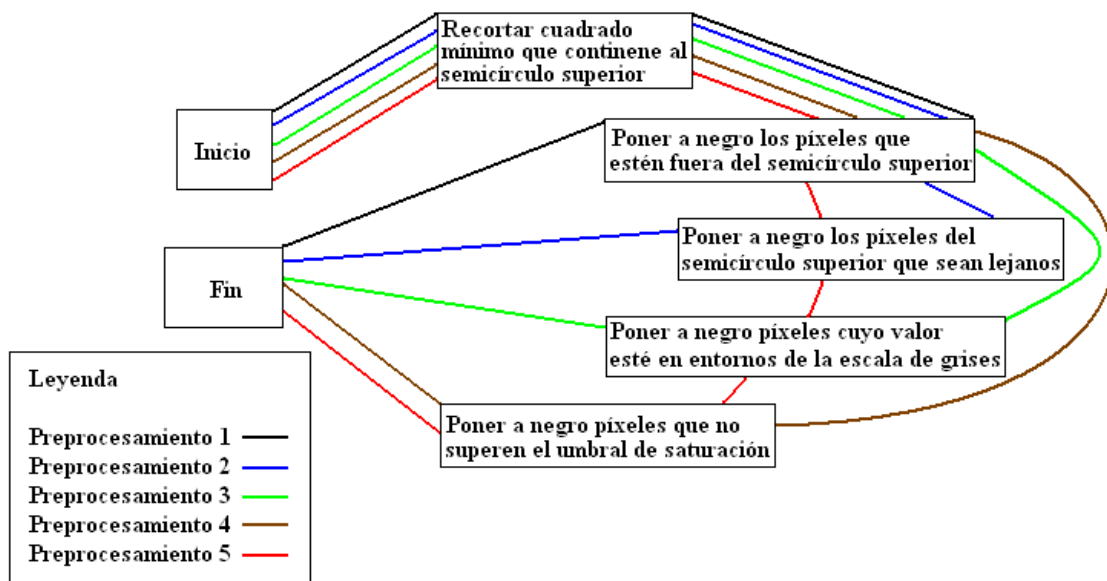 Recortar cuadrado
mínimo que continene al
semicírculo superior
Inicio
Poner a negro los píxeles que
estén fuera del semicírculo superior
Poner a negro los píxeles del
semicírculo superior que sean lejanos
Fin
Poner a negro píxeles cuyo valor
esté en entornos de la escala de grises
Poner a negro píxeles que no
superen el umbral de saturación
Leyenda
Preprocesamiento 1
Preprocesamiento 2
Preprocesamiento 3
Preprocesamiento 4
Preprocesamiento 5